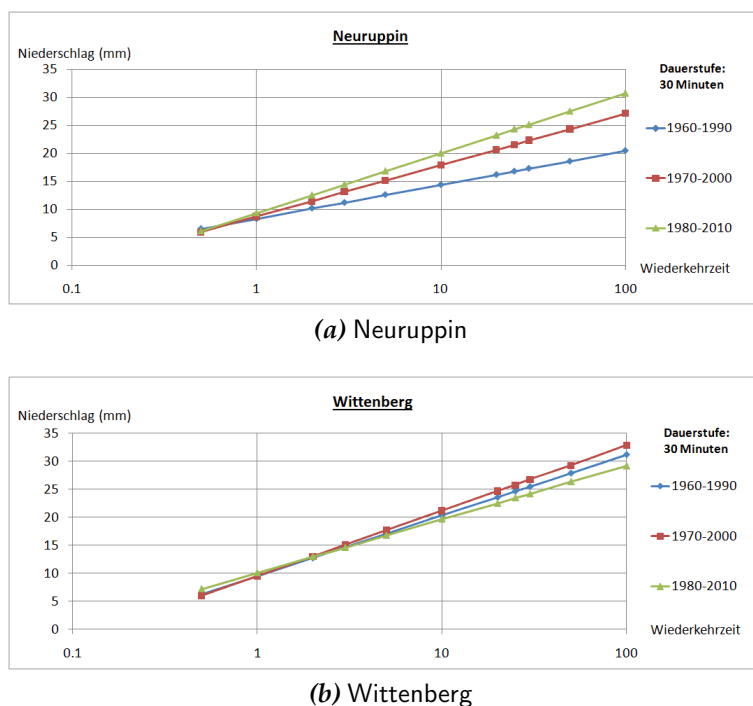 Neuruppin
Niederschlag (mm)
35
30
25
20
15
10
5
0
0.1
1
10
100
Dauerstufe:
30 Minuten
1960-1990
1970-2000
1980-2010
Wiederkehrzeit
(a) Neuruppin
Wittenberg
Niederschlag (mm)
35
30
25
20
15
10
5
0
0.1
1
10
100
Dauerstufe:
30 Minuten
1960-1990
1970-2000
1980-2010
Wiederkehrzeit
(b) Wittenberg